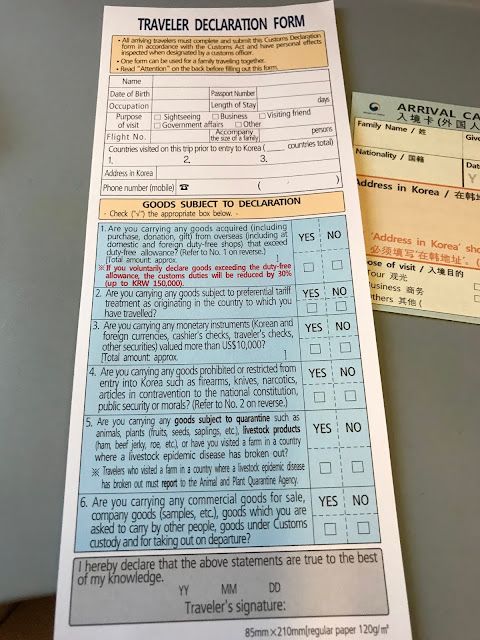 TRAVELER DECLARATION FORM
• All arriving travelers must complete and submit this Customs Declaration
form in accordance with the Customs Act and have personal effects
inspected when designated by a customs officer.
• One form can be used for a family traveling together.
• Read "Attention" on the back before filling out this form.
Name
Date of Birth Passport Number
Occupation Length of Stay days
Purpose of visit □ Sightseeing □ Business □ Visiting friend
□ Government affairs □ Other
Flight No. Accompany the size of a family persons
Countries visited on this trip prior to entry to Korea ( countries total)
1. 2. 3.
Address in Korea
Phone number (mobile) ☎ ( )
GOODS SUBJECT TO DECLARATION
- Check ("√") the appropriate box below. -
1. Are you carrying any goods acquired (including
purchase, donation, gift) from overseas (including at
domestic and foreign duty-free shops) that exceed
duty-free allowance? (Refer to No. 1 on reverse.)
[Total amount: approx. ]
※ If you voluntarily declare goods exceeding the duty-free
allowance, the customs duties will be reduced by 30%
(up to KRW 150,000).
YES NO
□ □
2. Are you carrying any goods subject to preferential tariff
treatment as originating in the country to which you
have travelled?
YES NO
□ □
3. Are you carrying any monetary instruments (Korean and
foreign currencies, cashier's checks, traveler's checks,
other securities) valued more than US$10,000?
[Total amount: approx. ]
YES NO
□ □
4. Are you carrying any goods prohibited or restricted from
entry into Korea such as firearms, knives, narcotics,
articles in contravention to the national constitution,
public security or morals? (Refer to No. 2 on reverse.)
YES NO
□ □
5. Are you carrying any goods subject to quarantine such as
animals, plants (fruits, seeds, saplings, etc.), livestock products
(ham, beef jerky, roe, etc.), or have you visited a farm in a country
where a livestock epidemic disease has broken out?
※ Travelers who visited a farm in a country where a livestock epidemic disease
has broken out must report to the Animal and Plant Quarantine Agency.
YES NO
□ □
6. Are you carrying any commercial goods for sale,
company goods (samples, etc.), goods which you are
asked to carry by other people, goods under Customs
custody and for taking out on departure?
YES NO
□ □
I hereby declare that the above statements are true to the best
of my knowledge.
YY MM DD
Traveler's signature:
85mm×210mm(regular paper 120g/㎡
ARRIVAL CA
入境卡 (外国人
Family Name / 姓
Give
Nationality / 国籍
Date
Y
Address in Korea / 在韩地
'Address in Korea' sho
必须填写'在韩地址'. (
ose of visit / 入境目的
Tour 观光
Business 商务
Others 其他 (